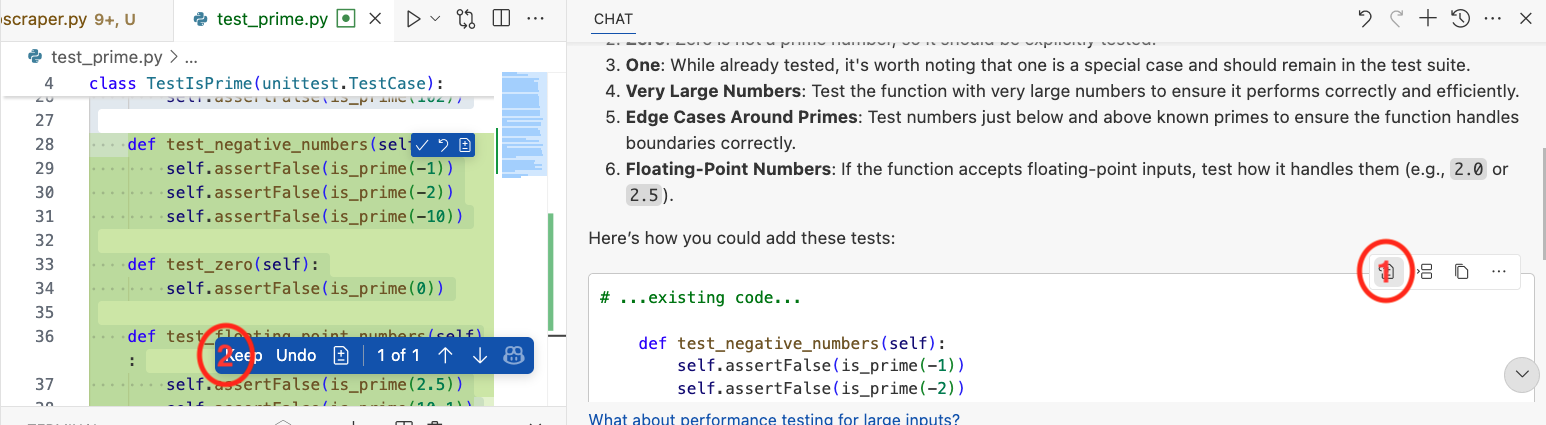 oscraper.py 9+, U
test_prime.py
test_prime.py > ...
4 class TestIsPrime(unittest.TestCase):
26 self.assertFalse(is_prime(102))
27
28 def test_negative_numbers(self
29 self.assertFalse(is_prime(-1))
30 self.assertFalse(is_prime(-2))
31 self.assertFalse(is_prime(-10))
32
33 def test_zero(self):
34 self.assertFalse(is_prime(0))
35
36 def test_floating_point_numbers(self)
:
Keep Undo 1 of 1
2
37 self.assertFalse(is_prime(2.5))
38 self.assertFalse(is_prime(10.1))
TERMINAL
CHAT
2. Zero: Zero is not a prime number, so it should be explicitly tested.
3. One: While already tested, it's worth noting that one is a special case and should remain in the test suite.
4. Very Large Numbers: Test the function with very large numbers to ensure it performs correctly and efficiently.
5. Edge Cases Around Primes: Test numbers just below and above known primes to ensure the function handles
boundaries correctly.
6. Floating-Point Numbers: If the function accepts floating-point inputs, test how it handles them (e.g., 2.0 or
2.5).
Here's how you could add these tests:
1
# ...existing code...
def test_negative_numbers(self):
self.assertFalse(is_prime(-1))
self.assertFalse(is_prime(-2))
What about performance testing for large inputs?